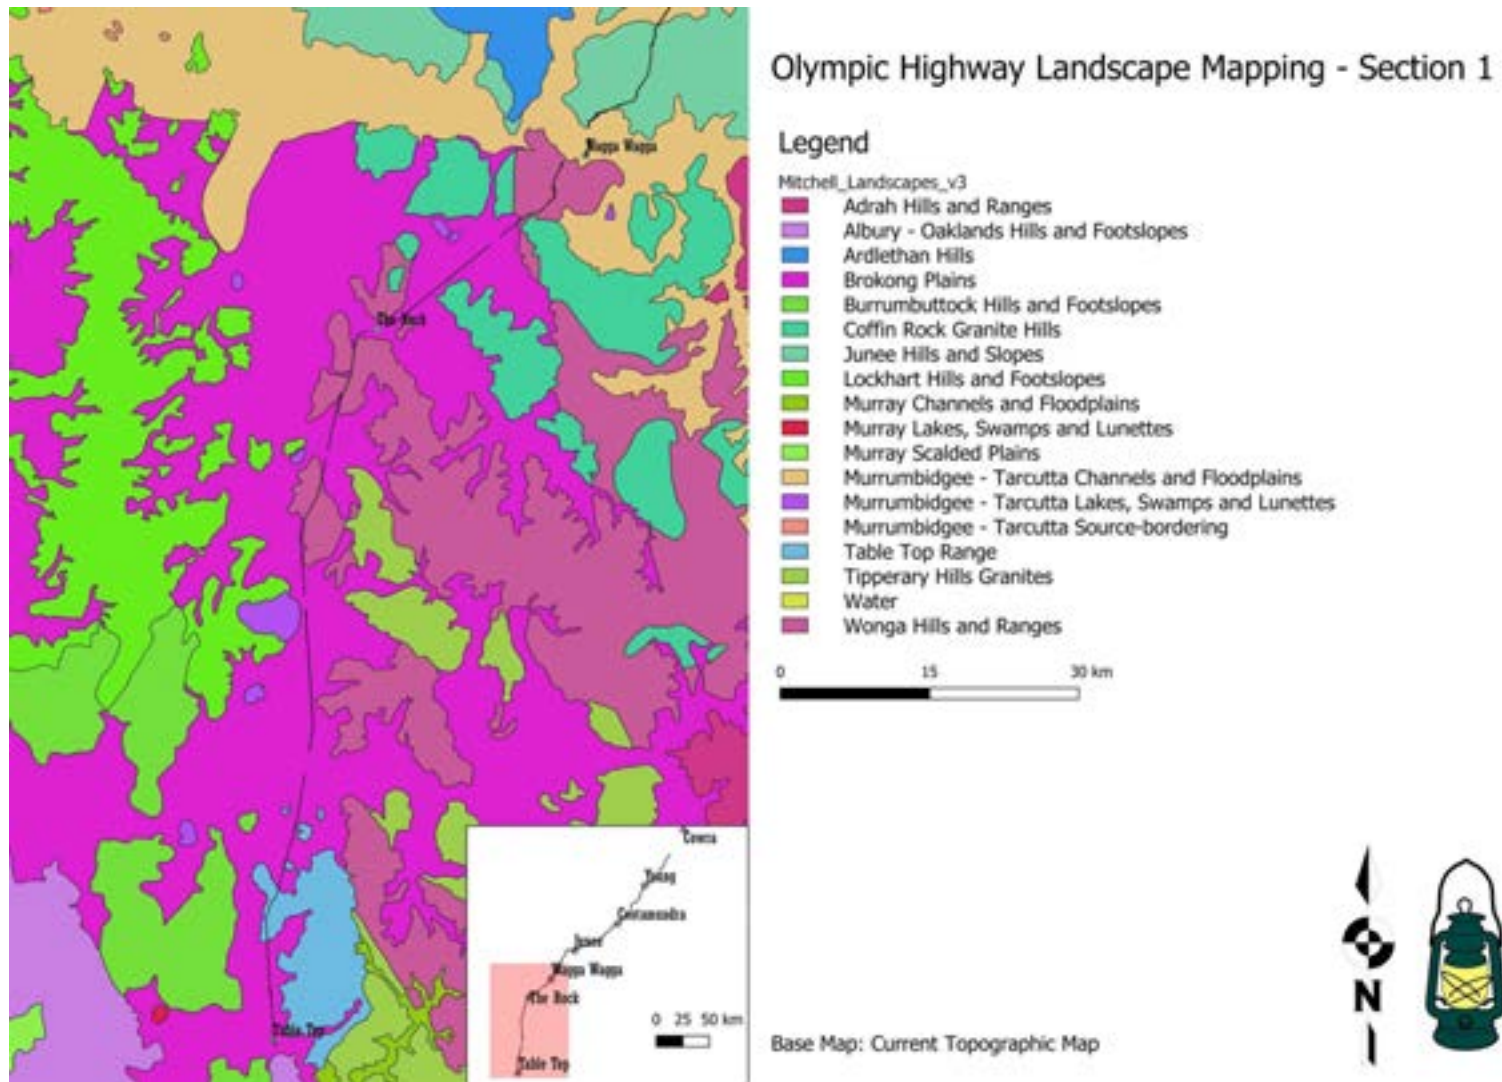 Olympic Highway Landscape Mapping - Section 1
Legend
Mitchell_Landscapes_v3
Adrah Hills and Ranges
Albury - Oaklands Hills and Footslopes
Ardlethan Hills
Brokong Plains
Burrumbuttock Hills and Footslopes
Coffin Rock Granite Hills
Junee Hills and Slopes
Lockhart Hills and Footslopes
Murray Channels and Floodplains
Murray Lakes, Swamps and Lunettes
Murray Scalded Plains
Murrumbidgee - Tarcutta Channels and Floodplains
Murrumbidgee - Tarcutta Lakes, Swamps and Lunettes
Murrumbidgee - Tarcutta Source-bordering
Table Top Range
Tipperary Hills Granites
Water
Wonga Hills and Ranges
0 15 30 km
Wagga Wagga
The Rock
Table Top
Cowra
Young
Cootamundra
Junee
Wagga Wagga
The Rock
Table Top
0 25 50 km
N
Base Map: Current Topographic Map